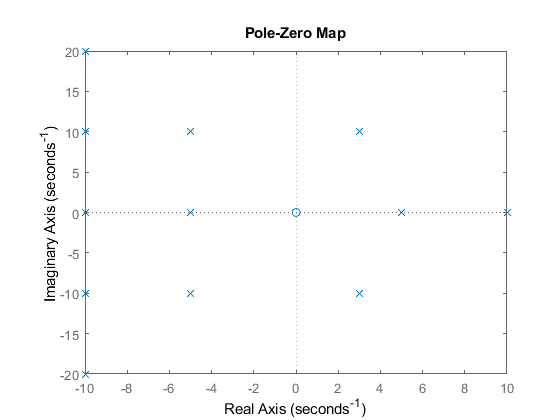 Pole-Zero Map
20
15
10
5
0
-5
-10
-15
-20
-10 -8 -6 -4 -2 0 2 4 6 8 10
Real Axis (seconds-1)
Imaginary Axis (seconds-1)